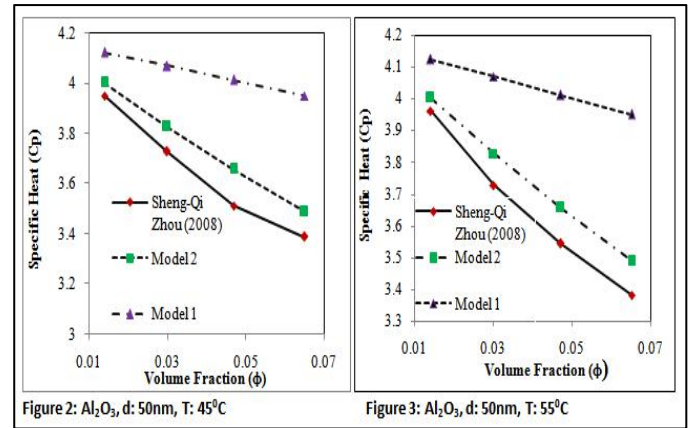 4.2
4
3.8
3.6
3.4
3.2
3
Specific Heat (Cp)
Sheng-Qi
Zhou (2008)
Model 2
Model 1
0.01 0.03 0.05 0.07
Volume Fraction (ϕ)
Figure 2: Al₂O₃, d: 50nm, T: 45⁰C
4.2
4.1
4
3.9
3.8
3.7
3.6
3.5
3.4
3.3
Specific Heat (Cp)
Sheng-Qi
Zhou (2008)
Model 2
Model 1
0.01 0.03 0.05 0.07
Volume Fraction (ϕ)
Figure 3: Al₂O₃, d: 50nm, T: 55⁰C